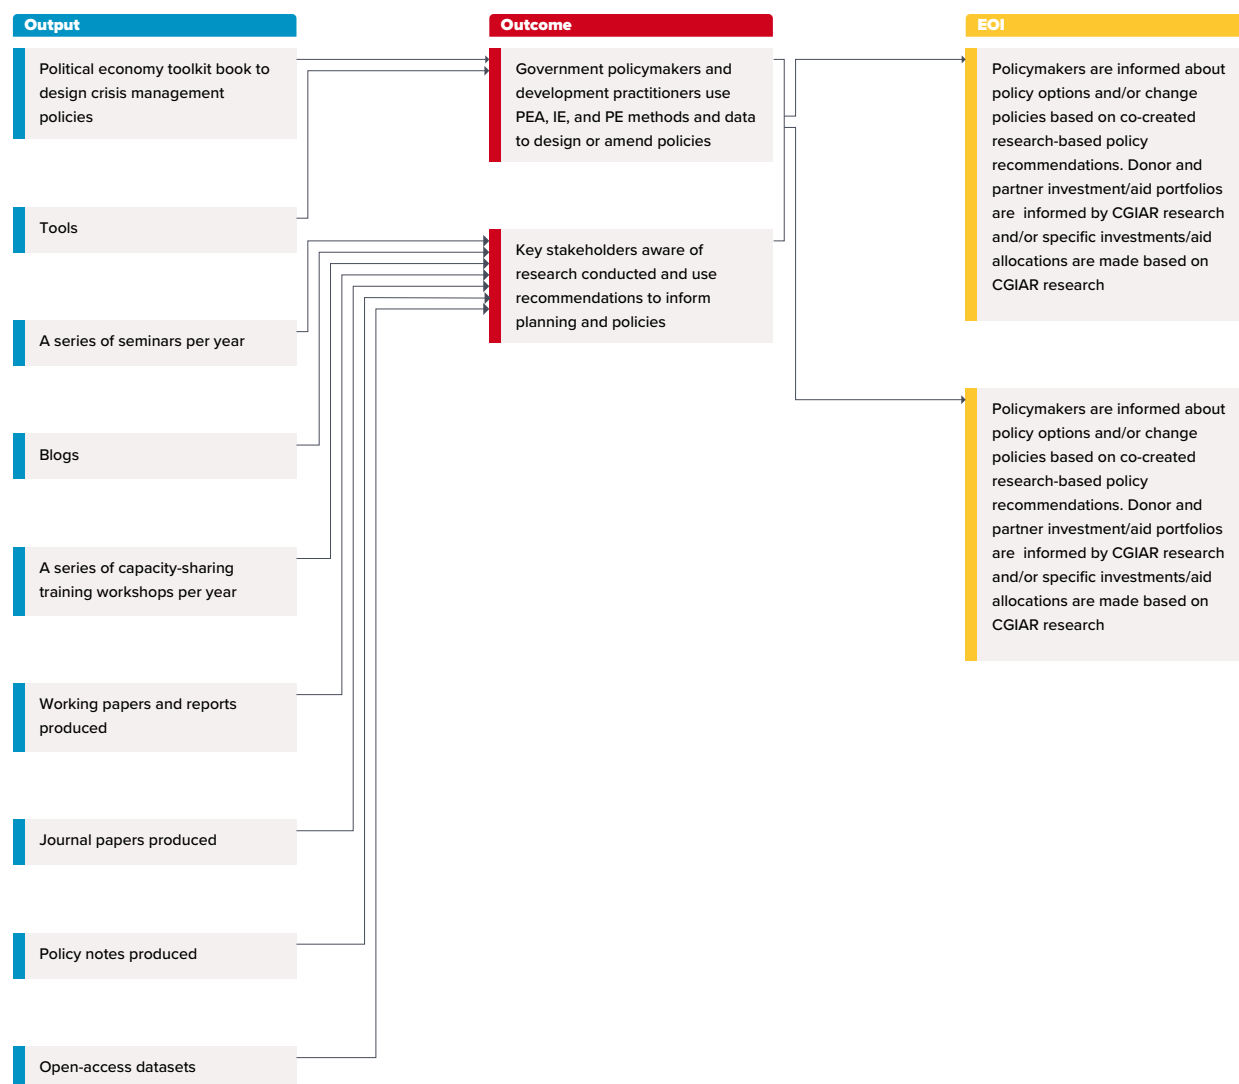 Output
Political economy toolkit book to
design crisis management
policies
Tools
A series of seminars per year
Blogs
A series of capacity-sharing
training workshops per year
Working papers and reports
produced
Journal papers produced
Policy notes produced
Open-access datasets
Outcome
Government policymakers and
development practitioners use
PEA, IE, and PE methods and data
to design or amend policies
Key stakeholders aware of
research conducted and use
recommendations to inform
planning and policies
EOI
Policymakers are informed about
policy options and/or change
policies based on co-created
research-based policy
recommendations. Donor and
partner investment/aid portfolios
are informed by CGIAR research
and/or specific investments/aid
allocations are made based on
CGIAR research
Policymakers are informed about
policy options and/or change
policies based on co-created
research-based policy
recommendations. Donor and
partner investment/aid portfolios
are informed by CGIAR research
and/or specific investments/aid
allocations are made based on
CGIAR research